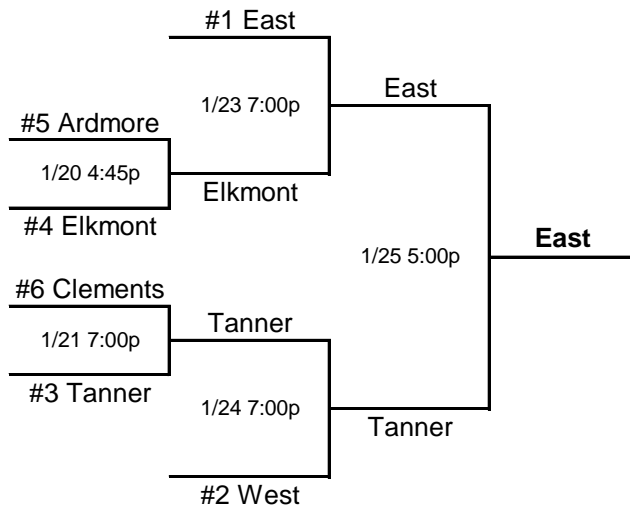 #1 East
1/23 7:00p
East
#5 Ardmore
1/20 4:45p
Elkmont
#4 Elkmont
East
1/25 5:00p
#6 Clements
Tanner
1/21 7:00p
#3 Tanner
1/24 7:00p
Tanner
#2 West